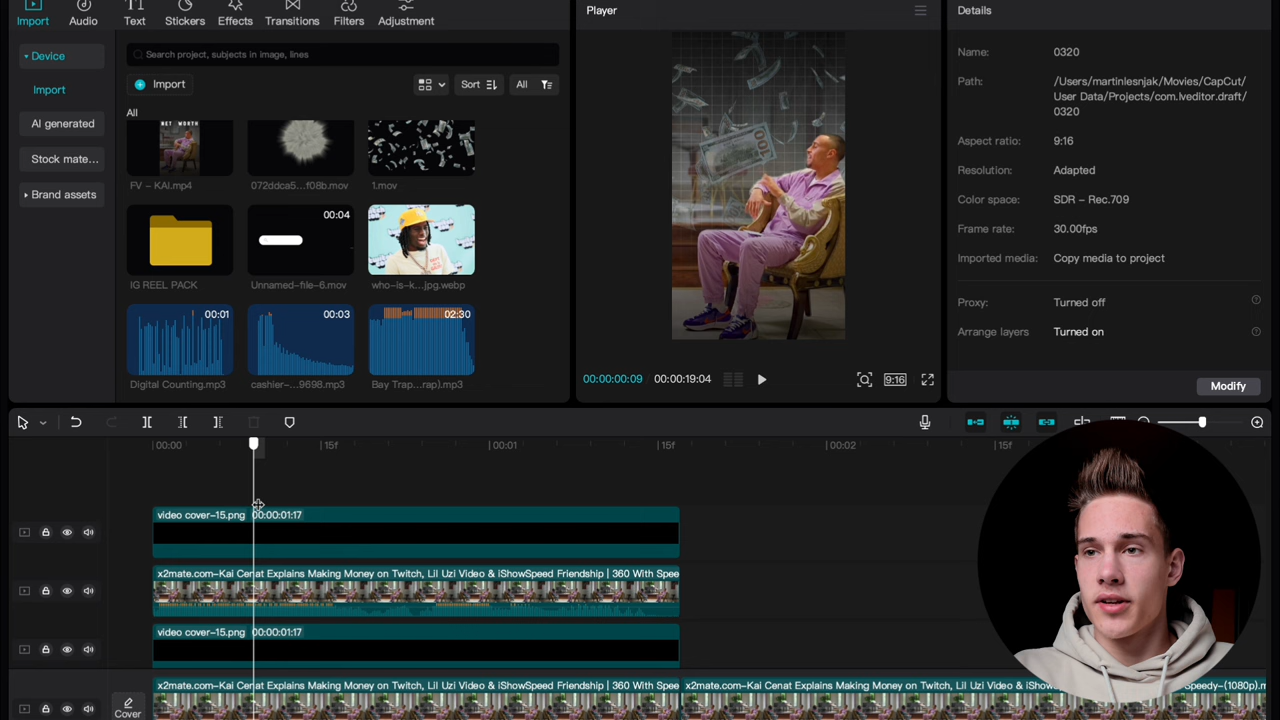 Import
Audio
Text
Stickers
Effects
Transitions
Filters
Adjustment
Device
Import
AI generated
Stock mate...
Brand assets
Search project, subjects in image, lines
Import
Sort
All
All
NET WORTH
FV – KAI.mp4
072ddca5...f08b.mov
1.mov
IG REEL PACK
00:04
Unnamed-file-6.mov
who-is-k...jpg.webp
00:01
Digital Counting.mp3
00:03
cashier-...9698.mp3
02:30
Bay Trap...rap).mp3
Player
100
00:00:00:09
00:00:19:04
9:16
Details
Name:
0320
Path:
/Users/martinlesnjak/Movies/CapCut/
User Data/Projects/com.lveditor.draft/
0320
Aspect ratio:
9:16
Resolution:
Adapted
Color space:
SDR – Rec.709
Frame rate:
30.00fps
Imported media:
Copy media to project
Proxy:
Turned off
Arrange layers
Turned on
Modify
00:00
15f
00:01
15f
00:02
15f
video cover-15.png 00:00:01:17
x2mate.com-Kai Cenat Explains Making Money on Twitch, Lil Uzi Video & iShowSpeed Friendship | 360 With Spee
video cover-15.png 00:00:01:17
Cover
x2mate.com-Kai Cenat Explains Making Money on Twitch, Lil Uzi Video & iShowSpeed Friendship | 360 With Spee
x2mate.com-Kai Cenat Explains Making Money on Twitch, Lil Uzi Video & iShowSpeed
Speedy-(1080p).m